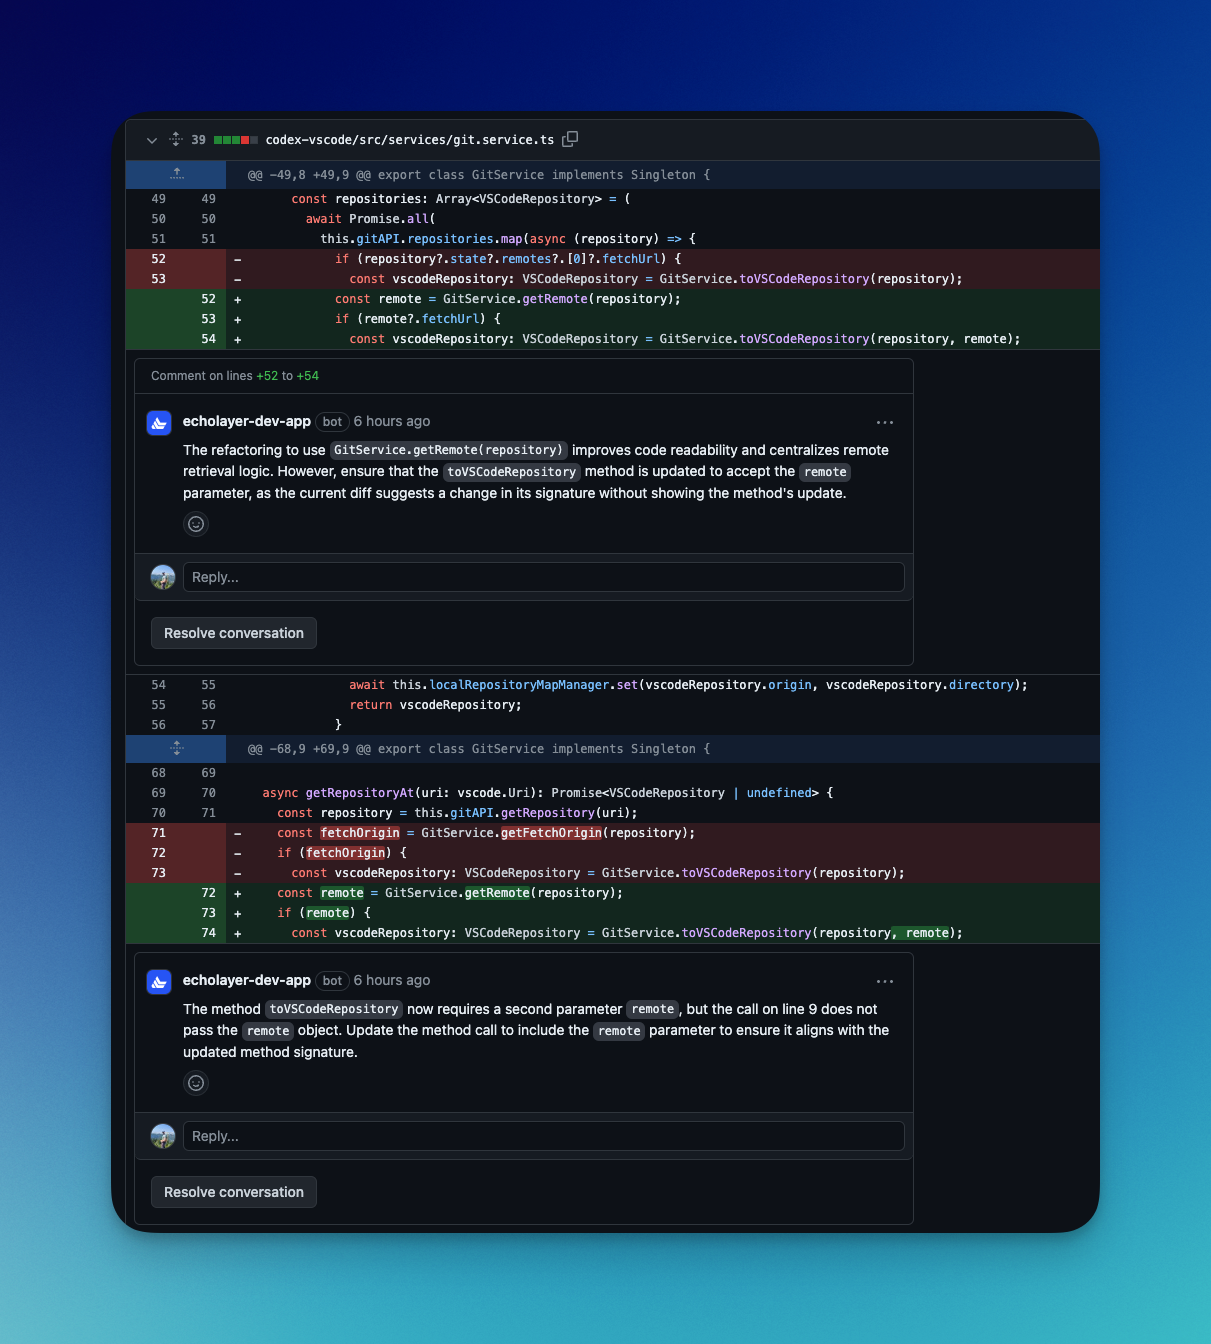 39 codex-vscode/src/services/git.service.ts
@@ -49,8 +49,9 @@ export class GitService implements Singleton {
49 49 const repositories: Array<VSCodeRepository> = (
50 50 await Promise.all(
51 51 this.gitAPI.repositories.map(async (repository) => {
52 - if (repository?.state?.remotes?.[0]?.fetchUrl) {
53 - const vscodeRepository: VSCodeRepository = GitService.toVSCodeRepository(repository);
52 + const remote = GitService.getRemote(repository);
53 + if (remote?.fetchUrl) {
54 + const vscodeRepository: VSCodeRepository = GitService.toVSCodeRepository(repository, remote);
Comment on lines +52 to +54
echolayer-dev-app bot 6 hours ago
The refactoring to use GitService.getRemote(repository) improves code readability and centralizes remote
retrieval logic. However, ensure that the toVSCodeRepository method is updated to accept the remote
parameter, as the current diff suggests a change in its signature without showing the method's update.
Reply...
Resolve conversation
54 55 await this.localRepositoryMapManager.set(vscodeRepository.origin, vscodeRepository.directory);
55 56 return vscodeRepository;
56 57 }
@@ -68,9 +69,9 @@ export class GitService implements Singleton {
68 69
69 70 async getRepositoryAt(uri: vscode.Uri): Promise<VSCodeRepository | undefined> {
70 71 const repository = this.gitAPI.getRepository(uri);
71 - const fetchOrigin = GitService.getFetchOrigin(repository);
72 - if (fetchOrigin) {
73 - const vscodeRepository: VSCodeRepository = GitService.toVSCodeRepository(repository);
72 + const remote = GitService.getRemote(repository);
73 + if (remote) {
74 + const vscodeRepository: VSCodeRepository = GitService.toVSCodeRepository(repository, remote);
echolayer-dev-app bot 6 hours ago
The method toVSCodeRepository now requires a second parameter remote, but the call on line 9 does not
pass the remote object. Update the method call to include the remote parameter to ensure it aligns with the
updated method signature.
Reply...
Resolve conversation